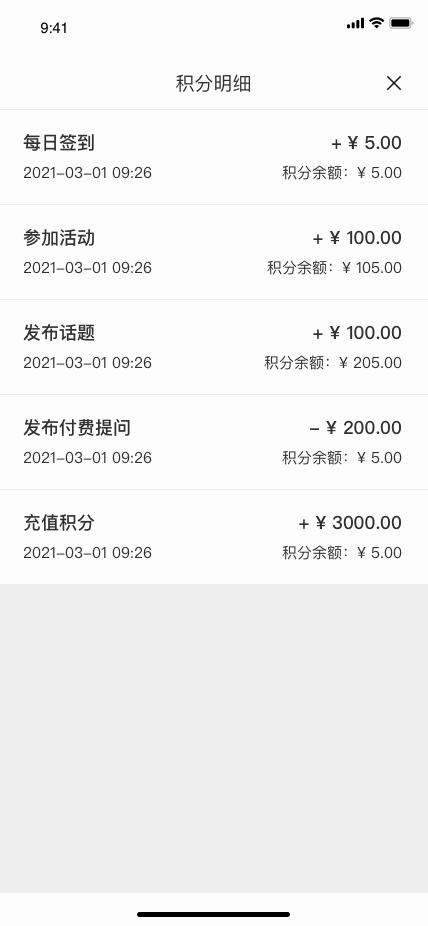 9:41
积分明细
每日签到 + ¥ 5.00
2021-03-01 09:26 积分余额：¥ 5.00
参加活动 + ¥ 100.00
2021-03-01 09:26 积分余额：¥ 105.00
发布话题 + ¥ 100.00
2021-03-01 09:26 积分余额：¥ 205.00
发布付费提问 – ¥ 200.00
2021-03-01 09:26 积分余额：¥ 5.00
充值积分 + ¥ 3000.00
2021-03-01 09:26 积分余额：¥ 5.00